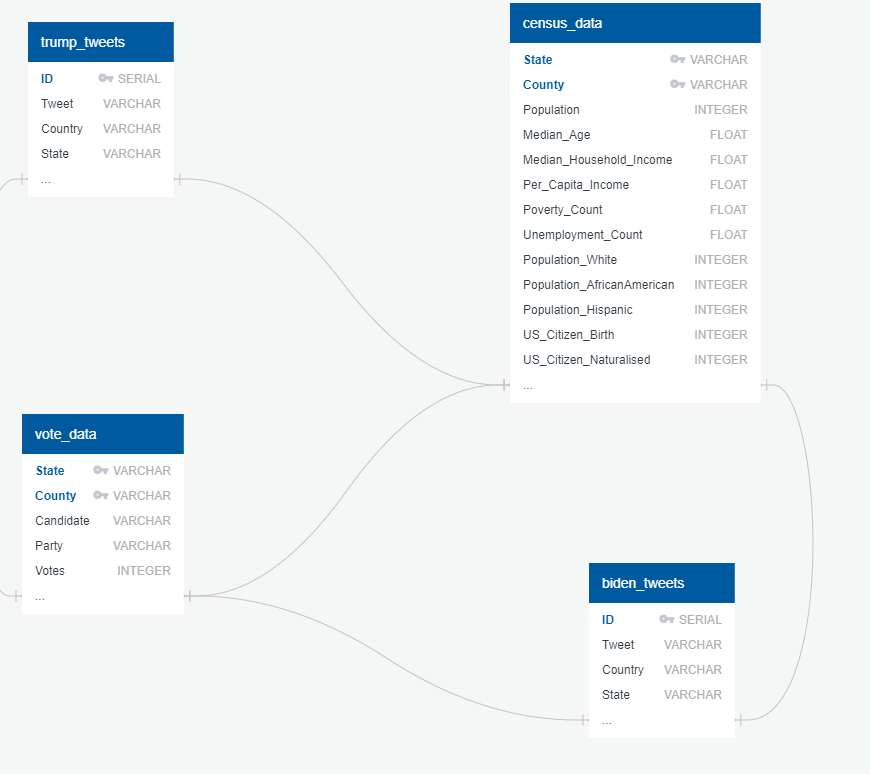 trump_tweets
ID SERIAL
Tweet VARCHAR
Country VARCHAR
State VARCHAR
...
census_data
State VARCHAR
County VARCHAR
Population INTEGER
Median_Age FLOAT
Median_Household_Income FLOAT
Per_Capita_Income FLOAT
Poverty_Count FLOAT
Unemployment_Count FLOAT
Population_White INTEGER
Population_AfricanAmerican INTEGER
Population_Hispanic INTEGER
US_Citizen_Birth INTEGER
US_Citizen_Naturalised INTEGER
...
vote_data
State VARCHAR
County VARCHAR
Candidate VARCHAR
Party VARCHAR
Votes INTEGER
...
biden_tweets
ID SERIAL
Tweet VARCHAR
Country VARCHAR
State VARCHAR
...